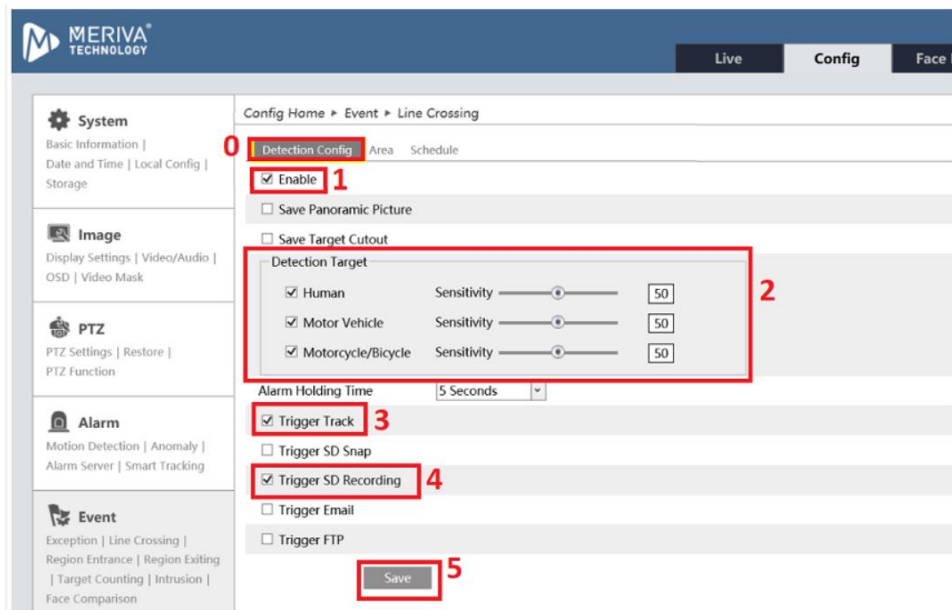 MERIVA®
TECHNOLOGY
Live Config Face
System
Basic Information |
Date and Time | Local Config |
Storage
Image
Display Settings | Video/Audio |
OSD | Video Mask
PTZ
PTZ Settings | Restore |
PTZ Function
Alarm
Motion Detection | Anomaly |
Alarm Server | Smart Tracking
Event
Exception | Line Crossing |
Region Entrance | Region Exiting
| Target Counting | Intrusion |
Face Comparison
Config Home ▸ Event ▸ Line Crossing
0 Detection Config Area Schedule
Enable 1
Save Panoramic Picture
Save Target Cutout
Detection Target
2
Human Sensitivity 50
Motor Vehicle Sensitivity 50
Motorcycle/Bicycle Sensitivity 50
Alarm Holding Time 5 Seconds
Trigger Track 3
Trigger SD Snap
Trigger SD Recording 4
Trigger Email
Trigger FTP
Save 5